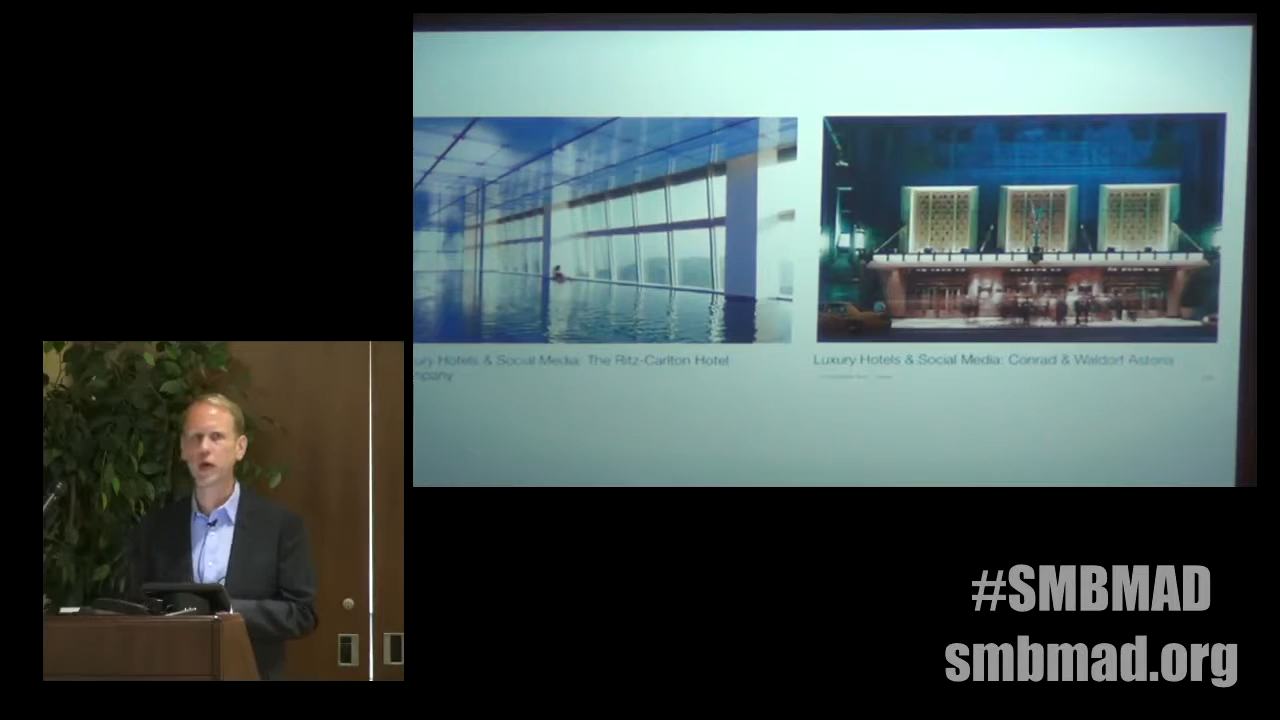 ury Hotels & Social Media: The Ritz-Carlton Hotel
mpany
Luxury Hotels & Social Media: Conrad & Waldorf Astoria
#SMBMAD
smbmad.org